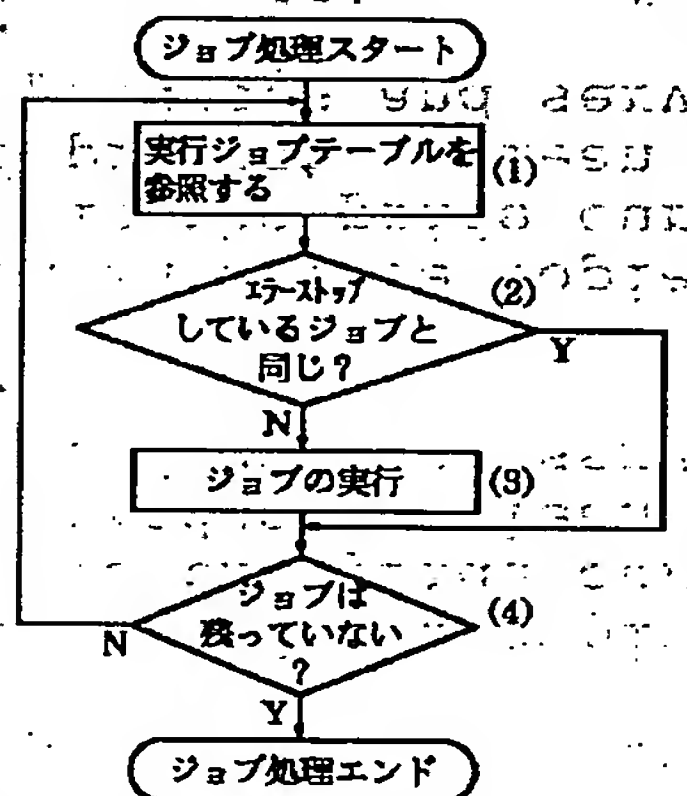 ジョブ処理スタート
実行ジョブテーブルを
参照する
(1)
エラーストップ
しているジョブと
同じ?
(2)
Y
N
ジョブの実行
(3)
ジョブは
残っていない
?
(4)
N
Y
ジョブ処理エンド